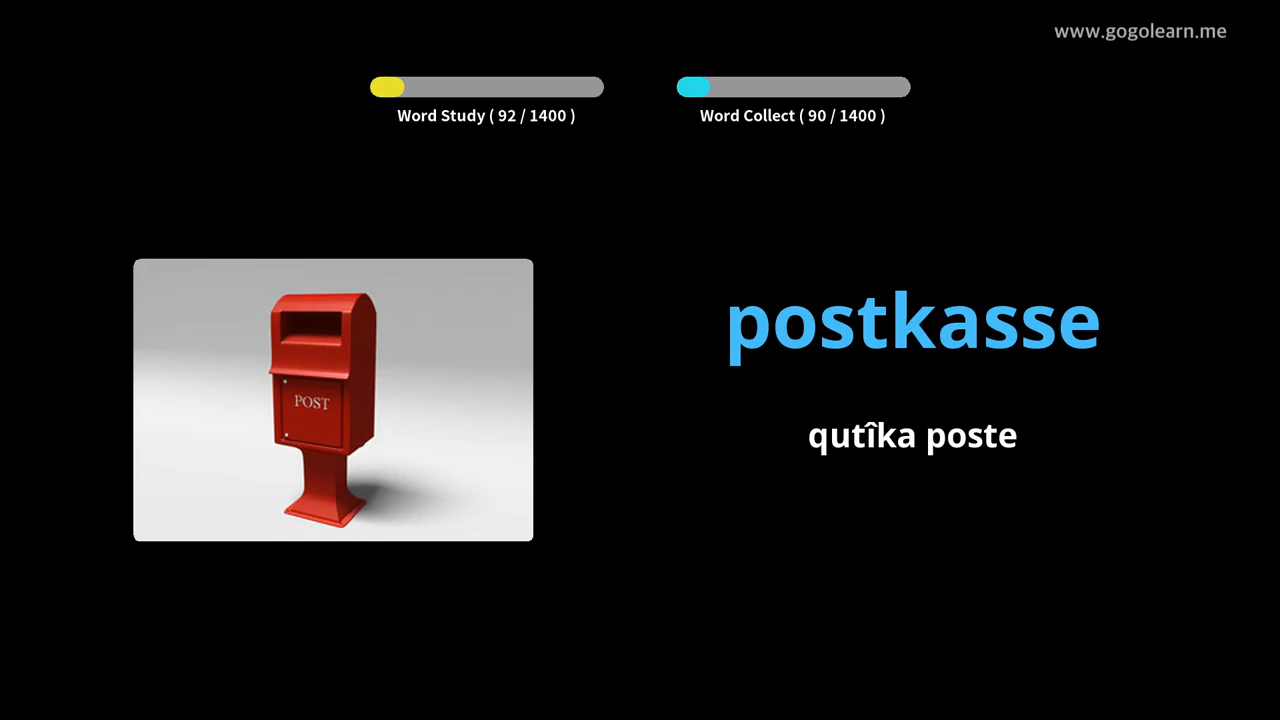 www.gogolearn.me
Word Study ( 92 / 1400 )
Word Collect ( 90 / 1400 )
POST
postkasse
qutîka poste